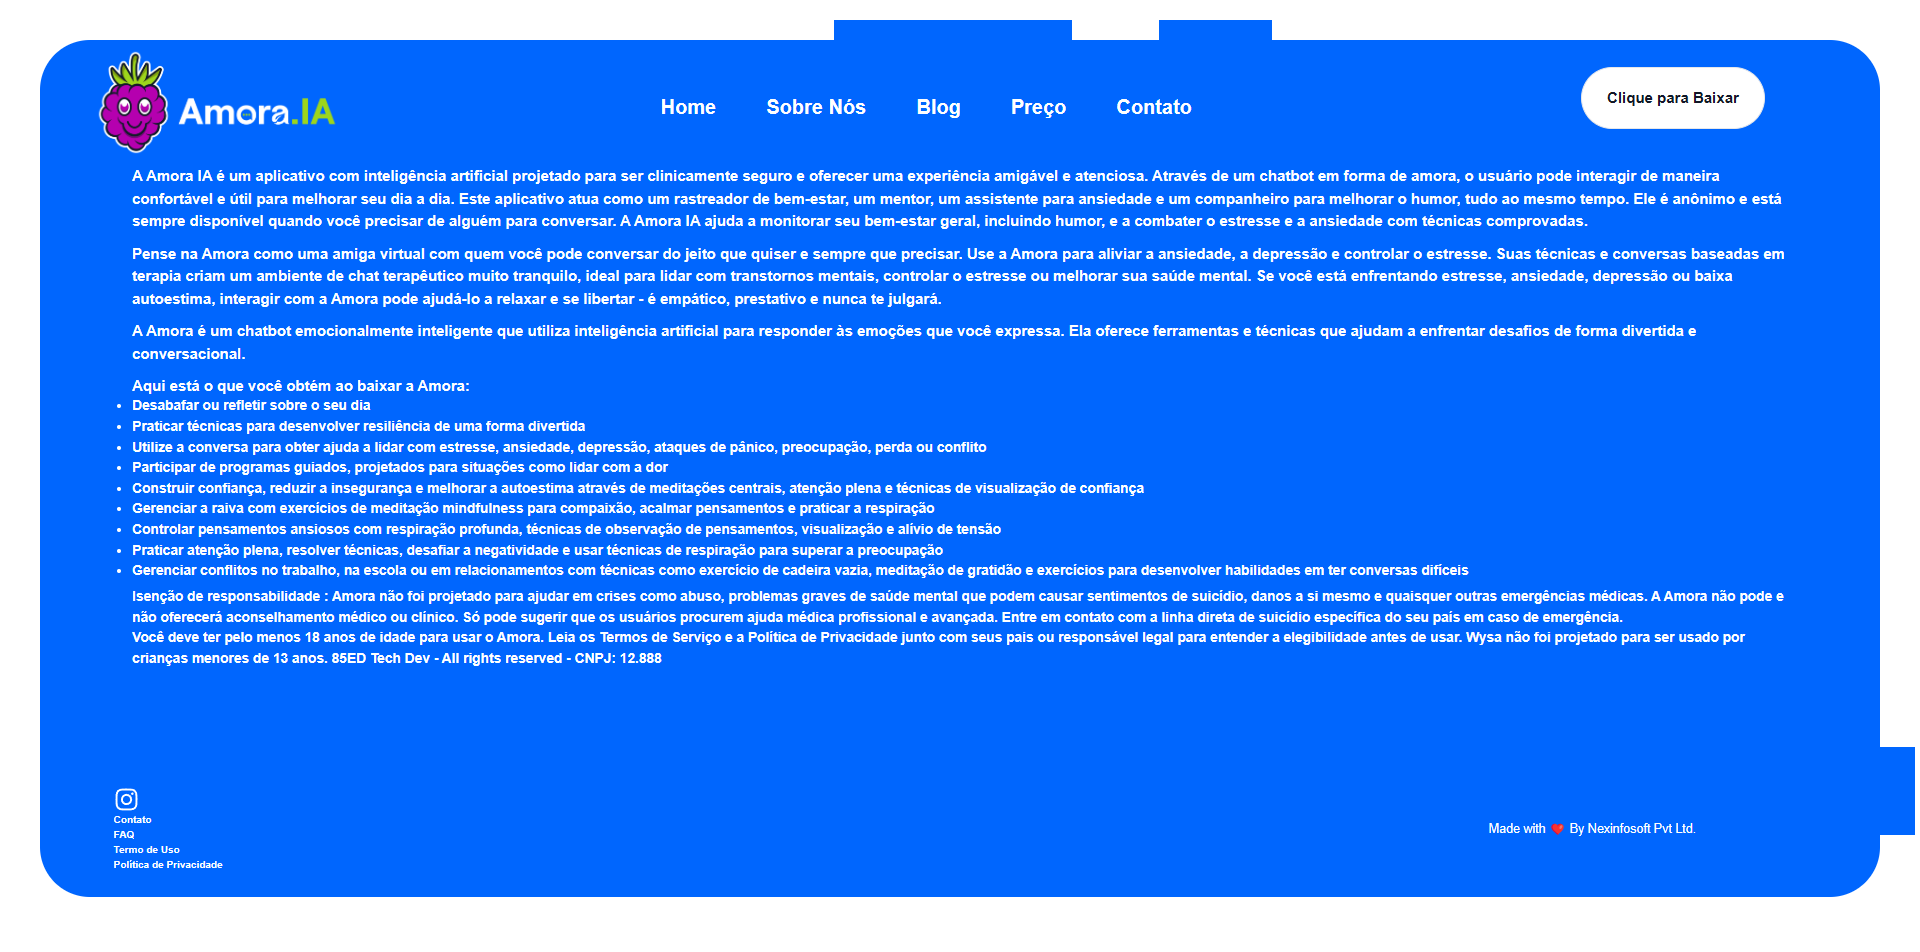 Amora.IA
Home Sobre Nós Blog Preço Contato
Clique para Baixar
A Amora IA é um aplicativo com inteligência artificial projetado para ser clinicamente seguro e oferecer uma experiência amigável e atenciosa. Através de um chatbot em forma de amora, o usuário pode interagir de maneira
confortável e útil para melhorar seu dia a dia. Este aplicativo atua como um rastreador de bem-estar, um mentor, um assistente para ansiedade e um companheiro para melhorar o humor, tudo ao mesmo tempo. Ele é anônimo e está
sempre disponível quando você precisar de alguém para conversar. A Amora IA ajuda a monitorar seu bem-estar geral, incluindo humor, e a combater o estresse e a ansiedade com técnicas comprovadas.
Pense na Amora como uma amiga virtual com quem você pode conversar do jeito que quiser e sempre que precisar. Use a Amora para aliviar a ansiedade, a depressão e controlar o estresse. Suas técnicas e conversas baseadas em
terapia criam um ambiente de chat terapêutico muito tranquilo, ideal para lidar com transtornos mentais, controlar o estresse ou melhorar sua saúde mental. Se você está enfrentando estresse, ansiedade, depressão ou baixa
autoestima, interagir com a Amora pode ajudá-lo a relaxar e se libertar - é empático, prestativo e nunca te julgará.
A Amora é um chatbot emocionalmente inteligente que utiliza inteligência artificial para responder às emoções que você expressa. Ela oferece ferramentas e técnicas que ajudam a enfrentar desafios de forma divertida e
conversacional.
Aqui está o que você obtém ao baixar a Amora:
• Desabafar ou refletir sobre o seu dia
• Praticar técnicas para desenvolver resiliência de uma forma divertida
• Utilize a conversa para obter ajuda a lidar com estresse, ansiedade, depressão, ataques de pânico, preocupação, perda ou conflito
• Participar de programas guiados, projetados para situações como lidar com a dor
• Construir confiança, reduzir a insegurança e melhorar a autoestima através de meditações centrais, atenção plena e técnicas de visualização de confiança
• Gerenciar a raiva com exercícios de meditação mindfulness para compaixão, acalmar pensamentos e praticar a respiração
• Controlar pensamentos ansiosos com respiração profunda, técnicas de observação de pensamentos, visualização e alívio de tensão
• Praticar atenção plena, resolver técnicas, desafiar a negatividade e usar técnicas de respiração para superar a preocupação
• Gerenciar conflitos no trabalho, na escola ou em relacionamentos com técnicas como exercício de cadeira vazia, meditação de gratidão e exercícios para desenvolver habilidades em ter conversas difíceis
Isenção de responsabilidade : Amora não foi projetado para ajudar em crises como abuso, problemas graves de saúde mental que podem causar sentimentos de suicídio, danos a si mesmo e quaisquer outras emergências médicas. A Amora não pode e
não oferecerá aconselhamento médico ou clínico. Só pode sugerir que os usuários procurem ajuda médica profissional e avançada. Entre em contato com a linha direta de suicídio específica do seu país em caso de emergência.
Você deve ter pelo menos 18 anos de idade para usar o Amora. Leia os Termos de Serviço e a Política de Privacidade junto com seus pais ou responsável legal para entender a elegibilidade antes de usar. Wysa não foi projetado para ser usado por
crianças menores de 13 anos. 85ED Tech Dev - All rights reserved - CNPJ: 12.888
Contato
FAQ
Termo de Uso
Política de Privacidade
Made with ❤️ By Nexinfosoft Pvt Ltd.